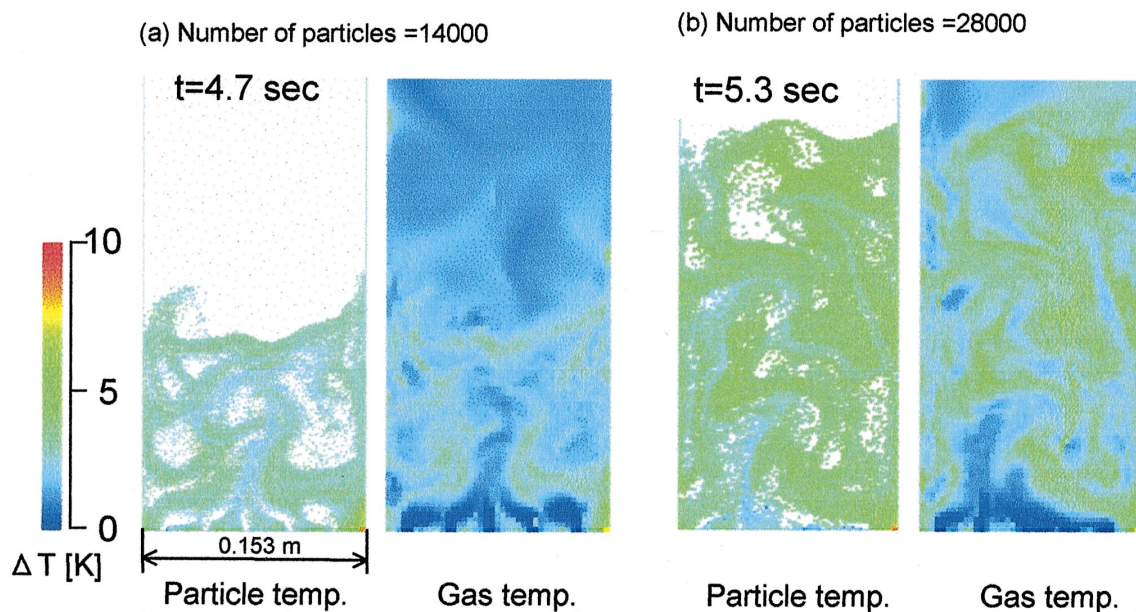 (a) Number of particles =14000
(b) Number of particles =28000
t=4.7 sec
t=5.3 sec
10
5
0
Δ T [K]
0.153 m
Particle temp.
Gas temp.
Particle temp.
Gas temp.